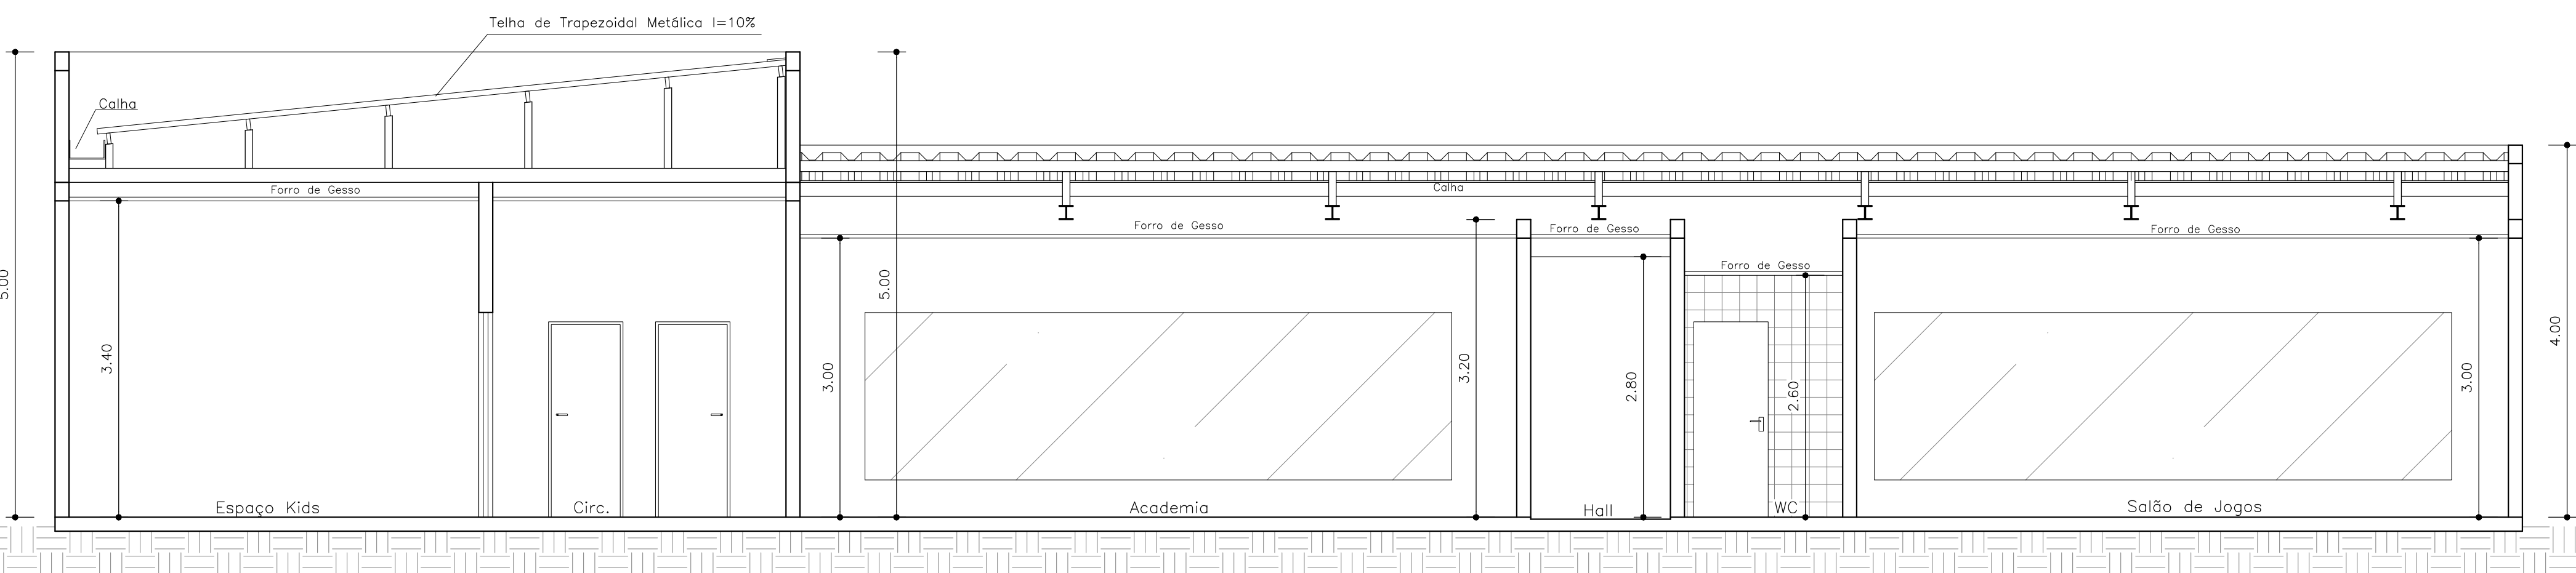 Telha de Trapezoidal Metálica I=10%
Calha
Forro de Gesso
Calha
Forro de Gesso
Forro de Gesso
Forro de Gesso
Forro de Gesso
5.00
3.40
3.00
5.00
3.20
2.80
2.60
3.00
4.00
Espaço Kids
Circ.
Academia
Hall
WC
Salão de Jogos